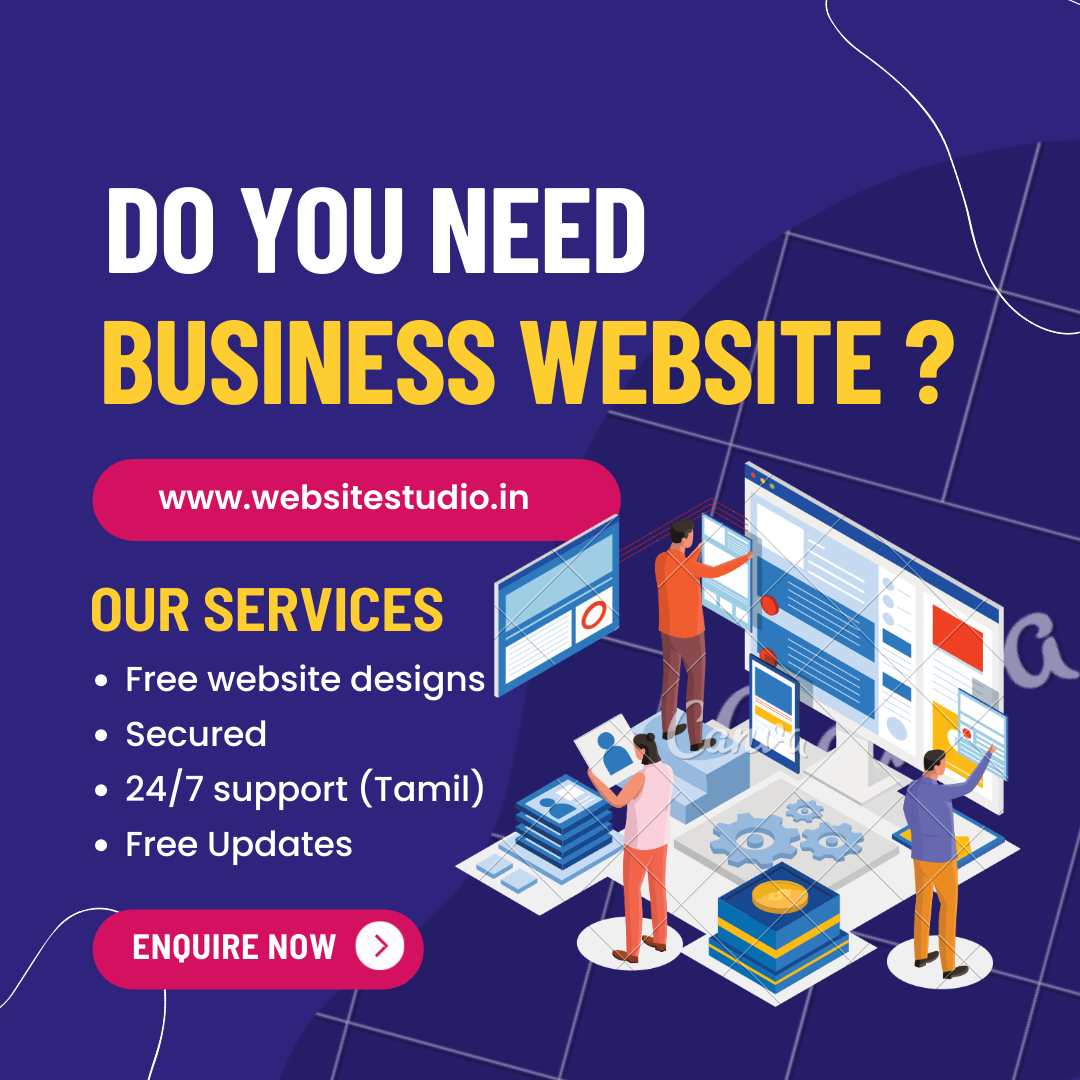 DO YOU NEED
BUSINESS WEBSITE ?
www.websitestudio.in
OUR SERVICES
• Free website designs
• Secured
• 24/7 support (Tamil)
• Free Updates
ENQUIRE NOW
Canva